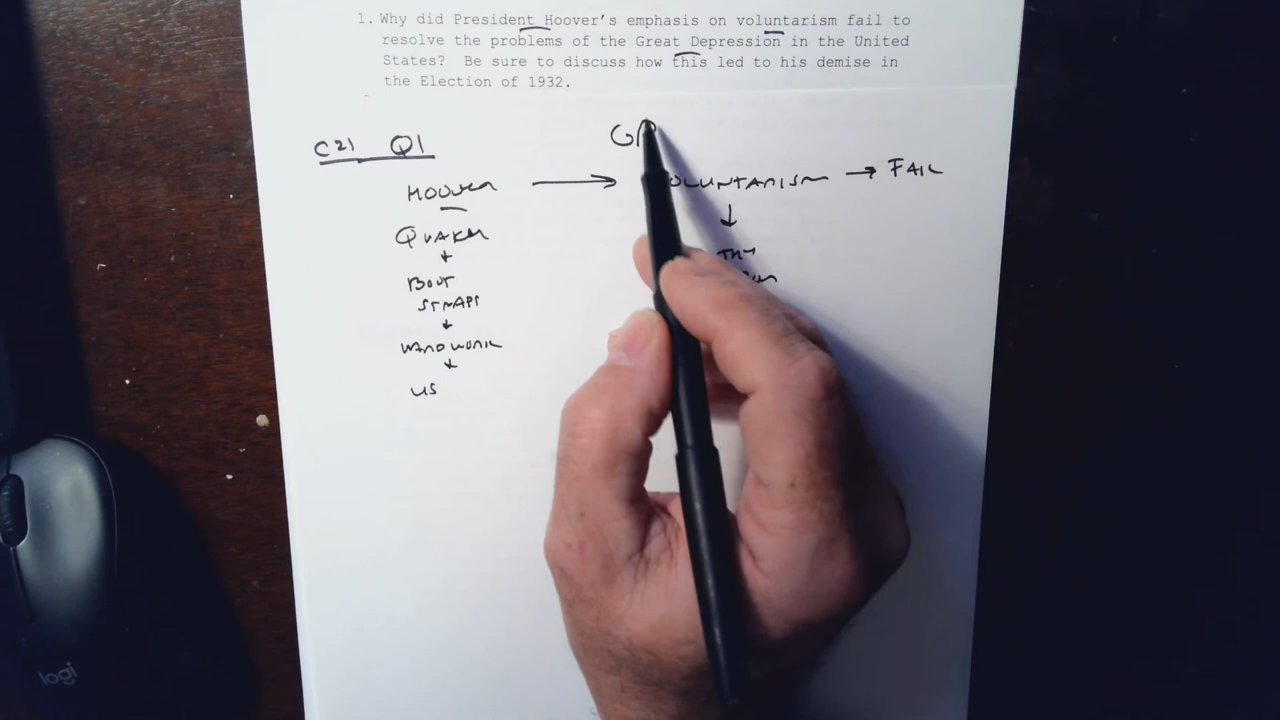 1. Why did President Hoover's emphasis on voluntarism fail to
resolve the problems of the Great Depression in the United
States? Be sure to discuss how this led to his demise in
the Election of 1932.
C21 Q1
HOOVER → VOLUNTARISM → FAIL
QUAKER
+
BOOT
STRAPS
+
HARD WORK
+
US
logi